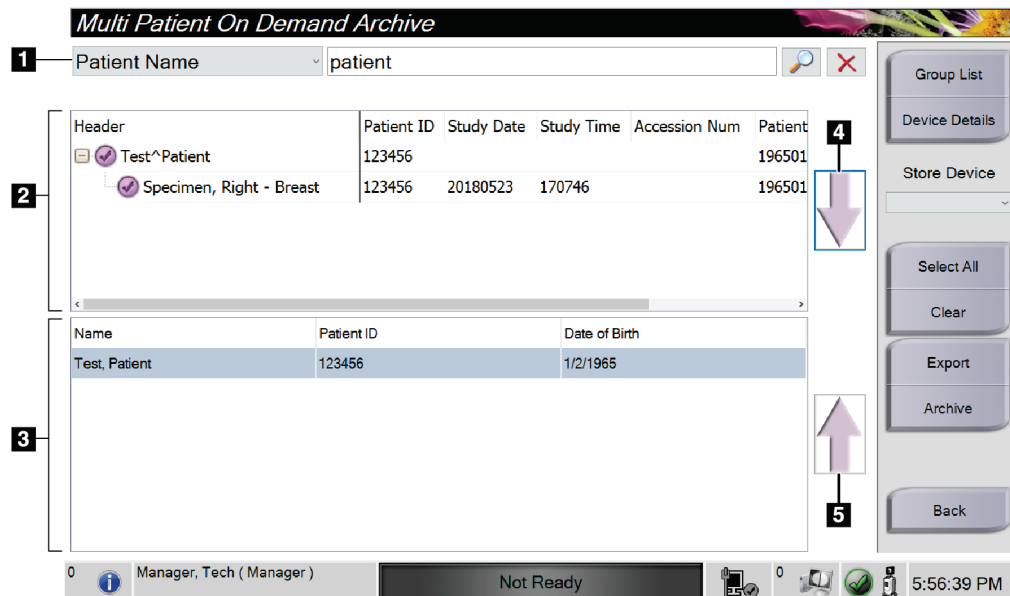 Multi Patient On Demand Archive
1
Patient Name
patient
Group List
Device Details
Store Device
2
Header Patient ID Study Date Study Time Accession Num Patient
Test^Patient 123456 196501
Specimen, Right - Breast 123456 20180523 170746 196501
4
Select All
Clear
3
Name Patient ID Date of Birth
Test, Patient 123456 1/2/1965
Export
Archive
5
Back
0 Manager, Tech ( Manager ) Not Ready 0 5:56:39 PM